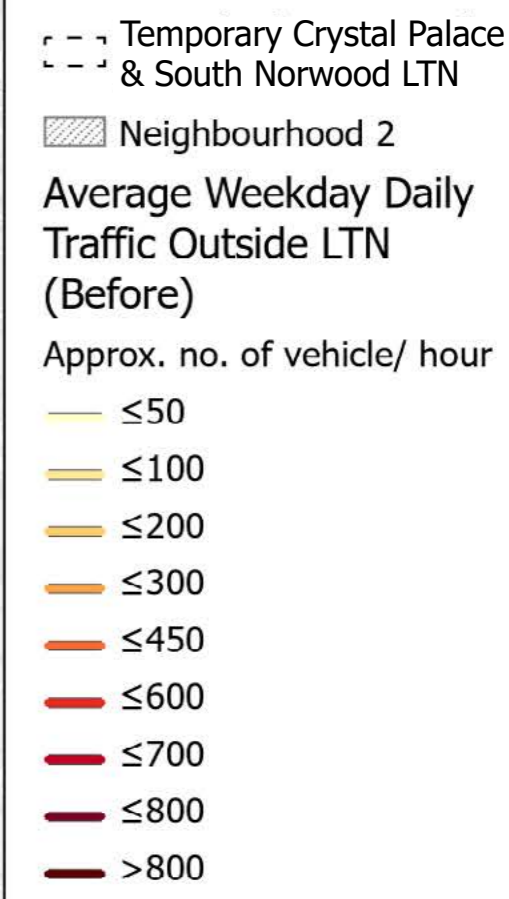 Temporary Crystal Palace
& South Norwood LTN
Neighbourhood 2
Average Weekday Daily
Traffic Outside LTN
(Before)
Approx. no. of vehicle/ hour
≤50
≤100
≤200
≤300
≤450
≤600
≤700
≤800
>800